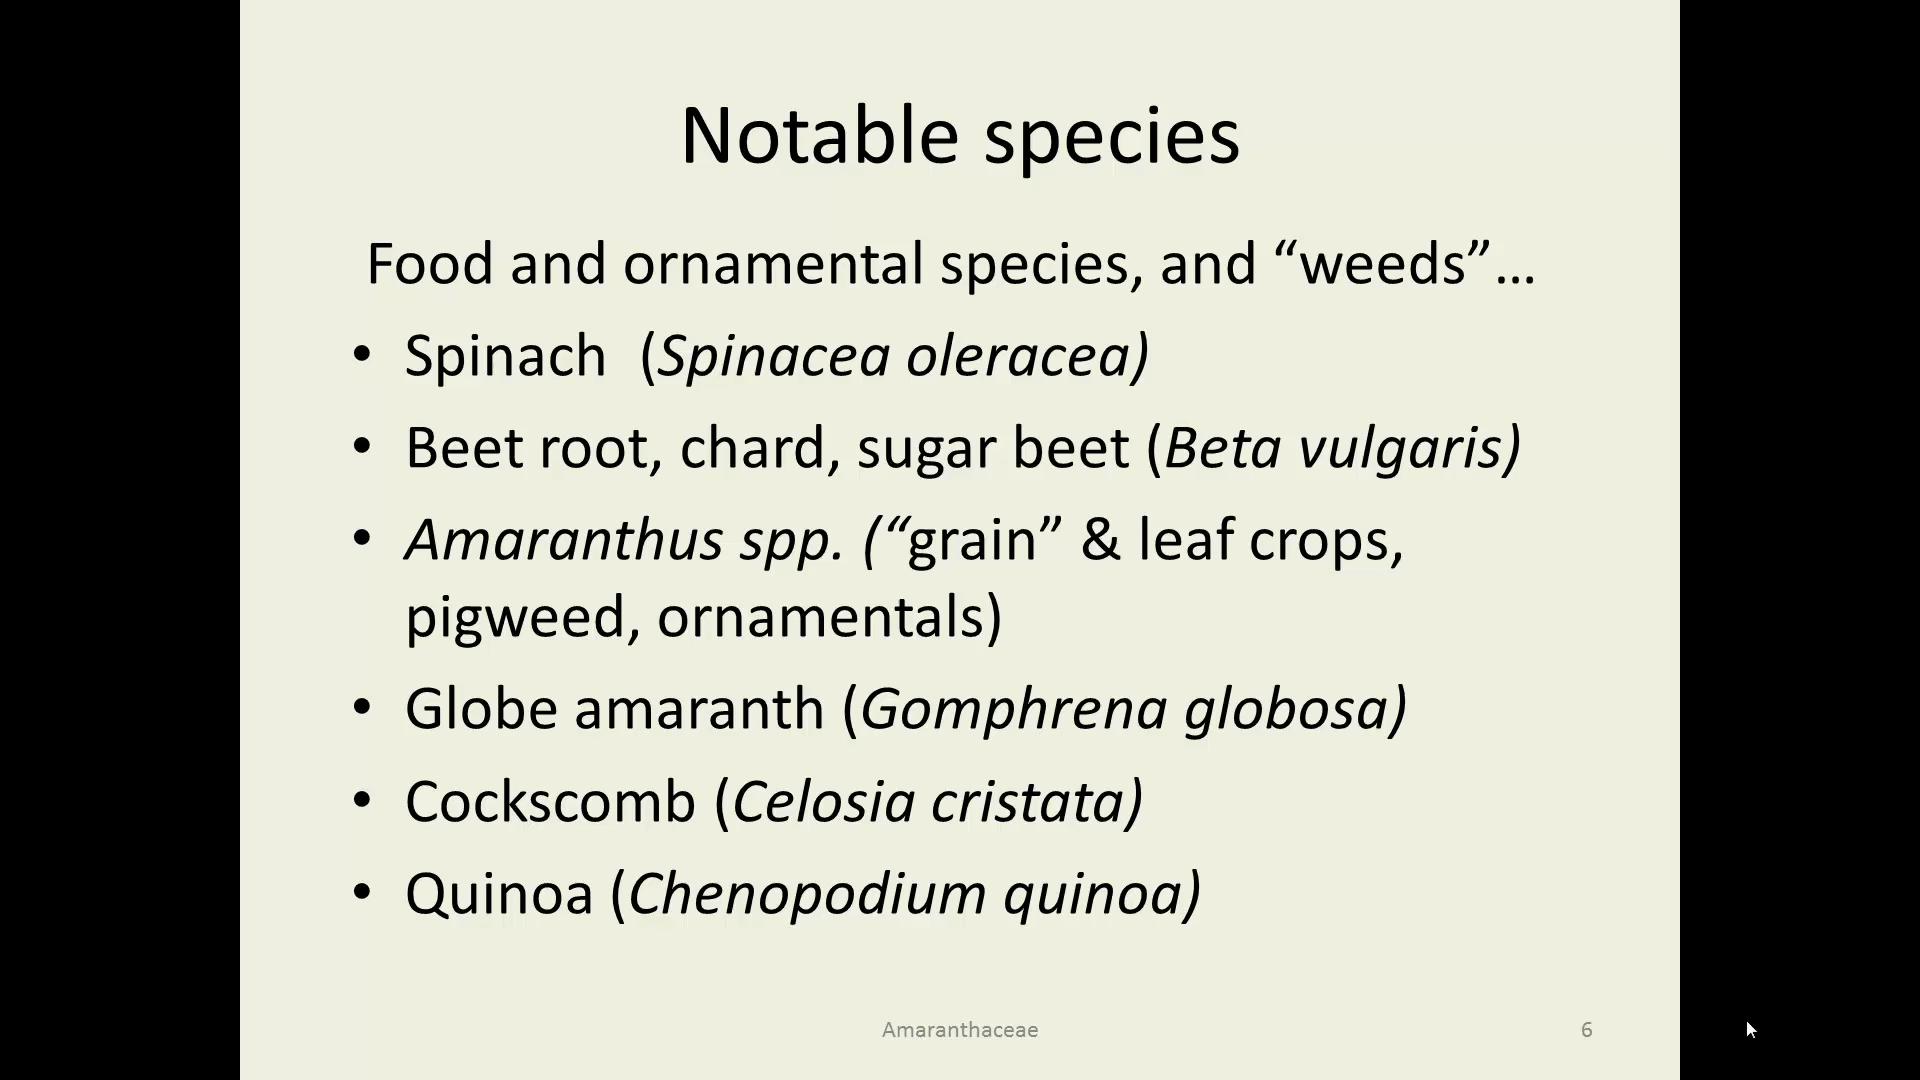 Notable species
Food and ornamental species, and “weeds”…
• Spinach  (Spinacea oleracea)
• Beet root, chard, sugar beet (Beta vulgaris)
• Amaranthus spp. (“grain” & leaf crops,
pigweed, ornamentals)
• Globe amaranth (Gomphrena globosa)
• Cockscomb (Celosia cristata)
• Quinoa (Chenopodium quinoa)
Amaranthaceae
6